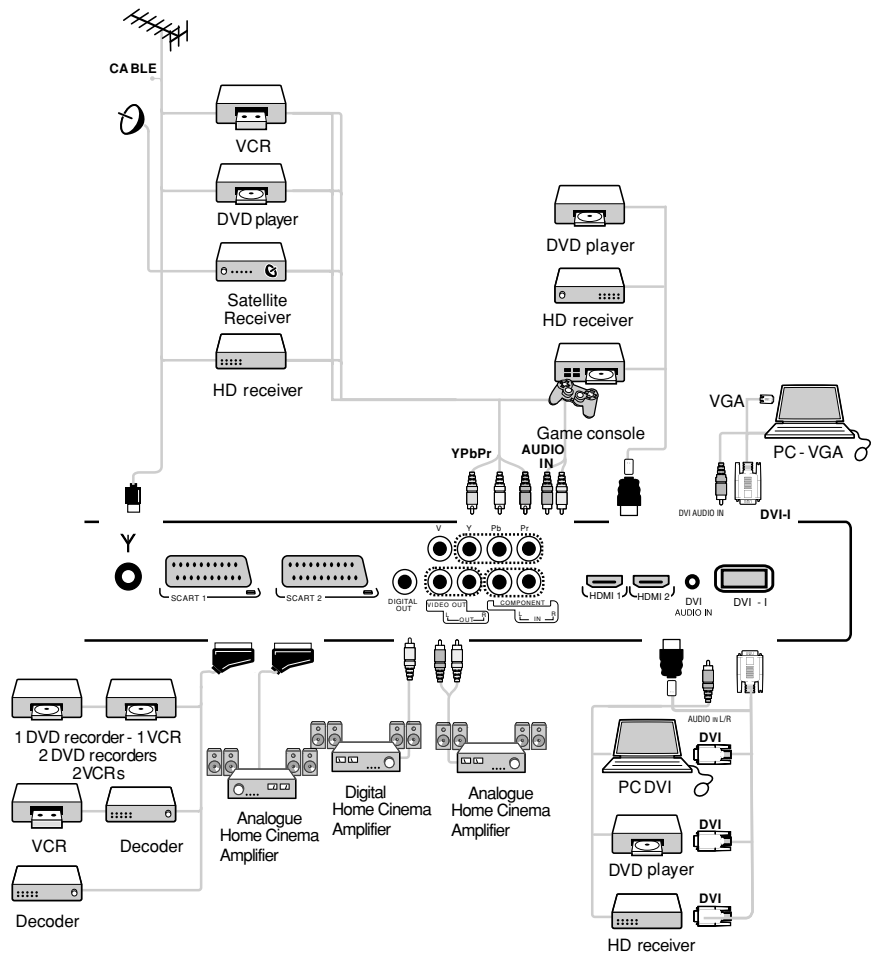 CABLE
VCR
DVD player
Satellite
Receiver
HD receiver
DVD player
HD receiver
Game console
YPbPr
AUDIO
IN
VGA
PC - VGA
DVI AUDIO IN
DVI-I
V
Y
Pb
Pr
SCART 1
SCART 2
DIGITAL
OUT
VIDEO OUT
L
OUT
R
COMPONENT
L
IN
R
HDMI 1
HDMI 2
DVI
AUDIO IN
DVI - I
1 DVD recorder - 1 VCR
2 DVD recorders
2VCRs
VCR
Decoder
Decoder
Analogue
Home Cinema
Amplifier
Digital
Home Cinema
Amplifier
Analogue
Home Cinema
Amplifier
AUDIO IN L/R
DVI
PC DVI
DVI
DVD player
DVI
HD receiver